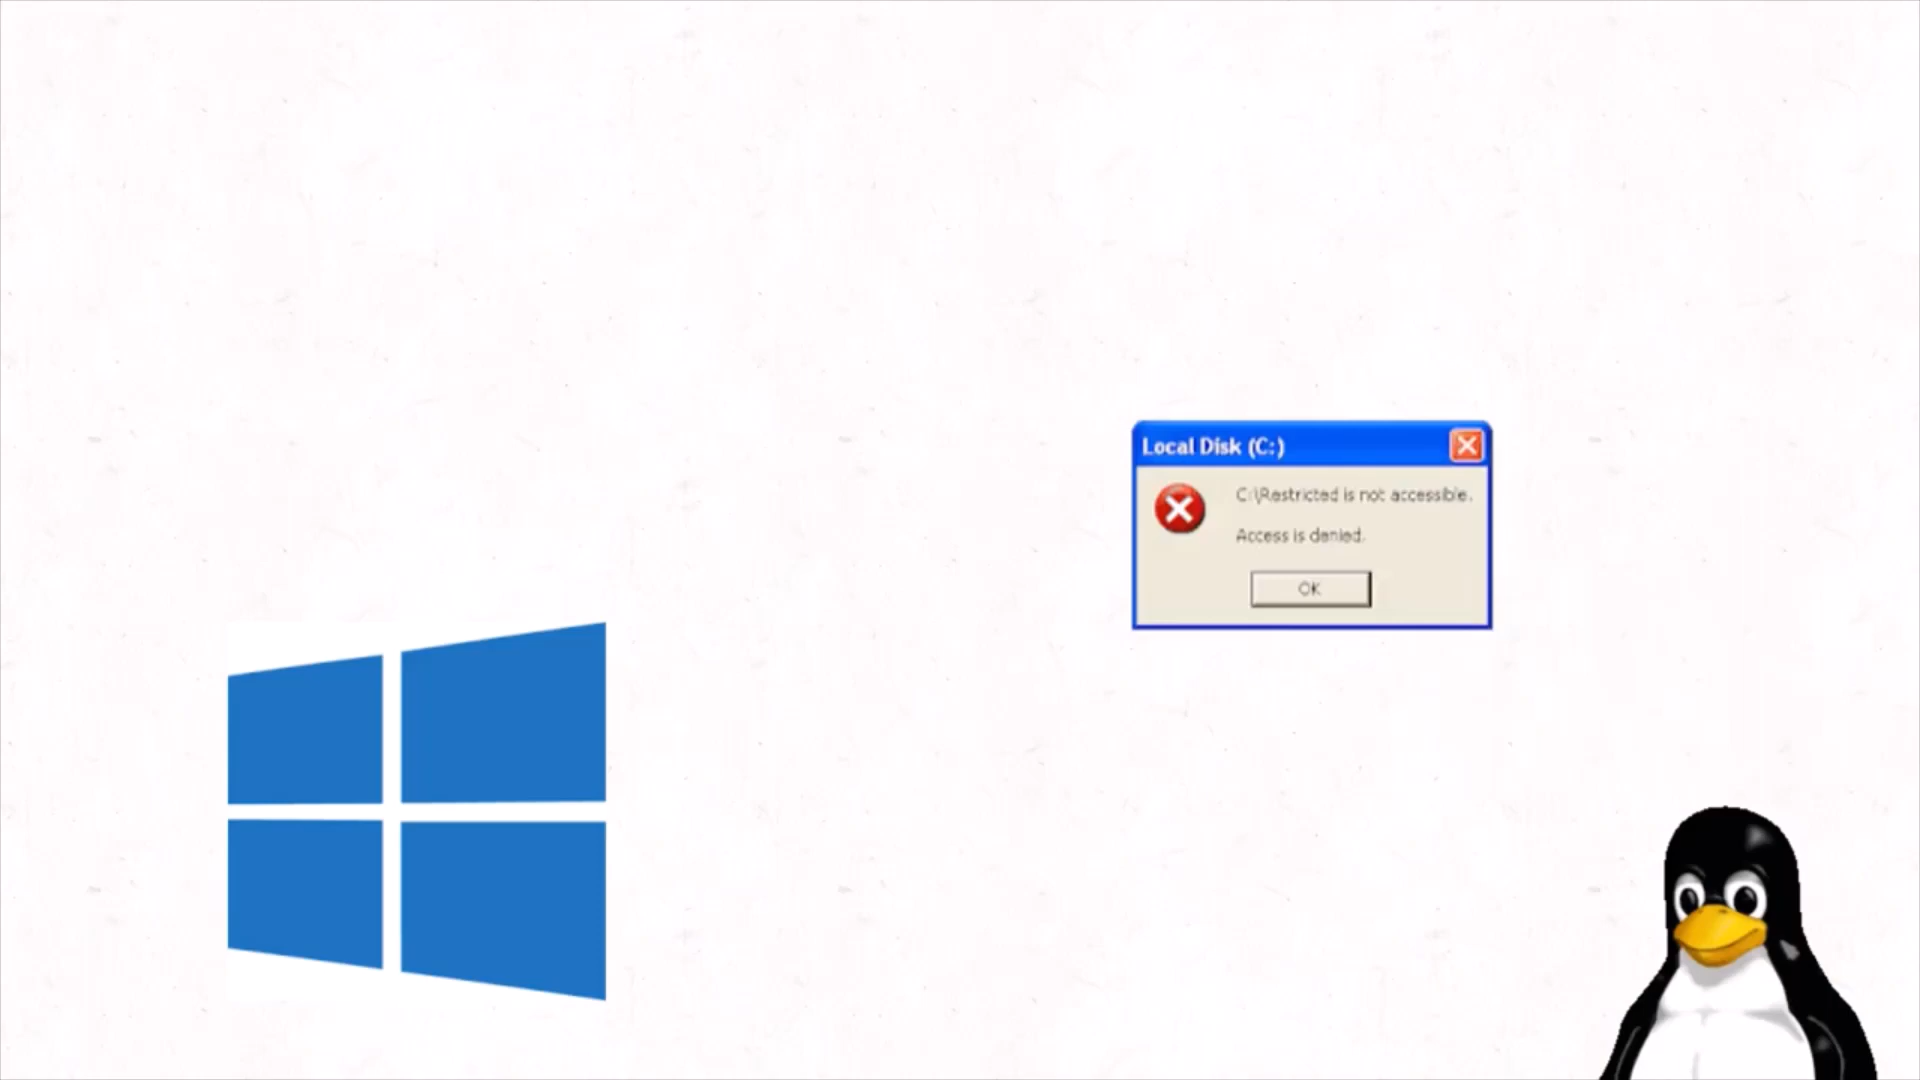 Local Disk (C:)
C:\Restricted is not accessible.
Access is denied.
OK